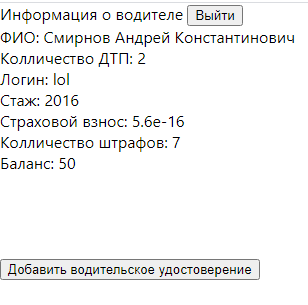 Информация о водителе Выйти
ФИО: Смирнов Андрей Константинович
Колличество ДТП: 2
Логин: lol
Стаж: 2016
Страховой взнос: 5.6e-16
Колличество штрафов: 7
Баланс: 50
Добавить водительское удостоверение